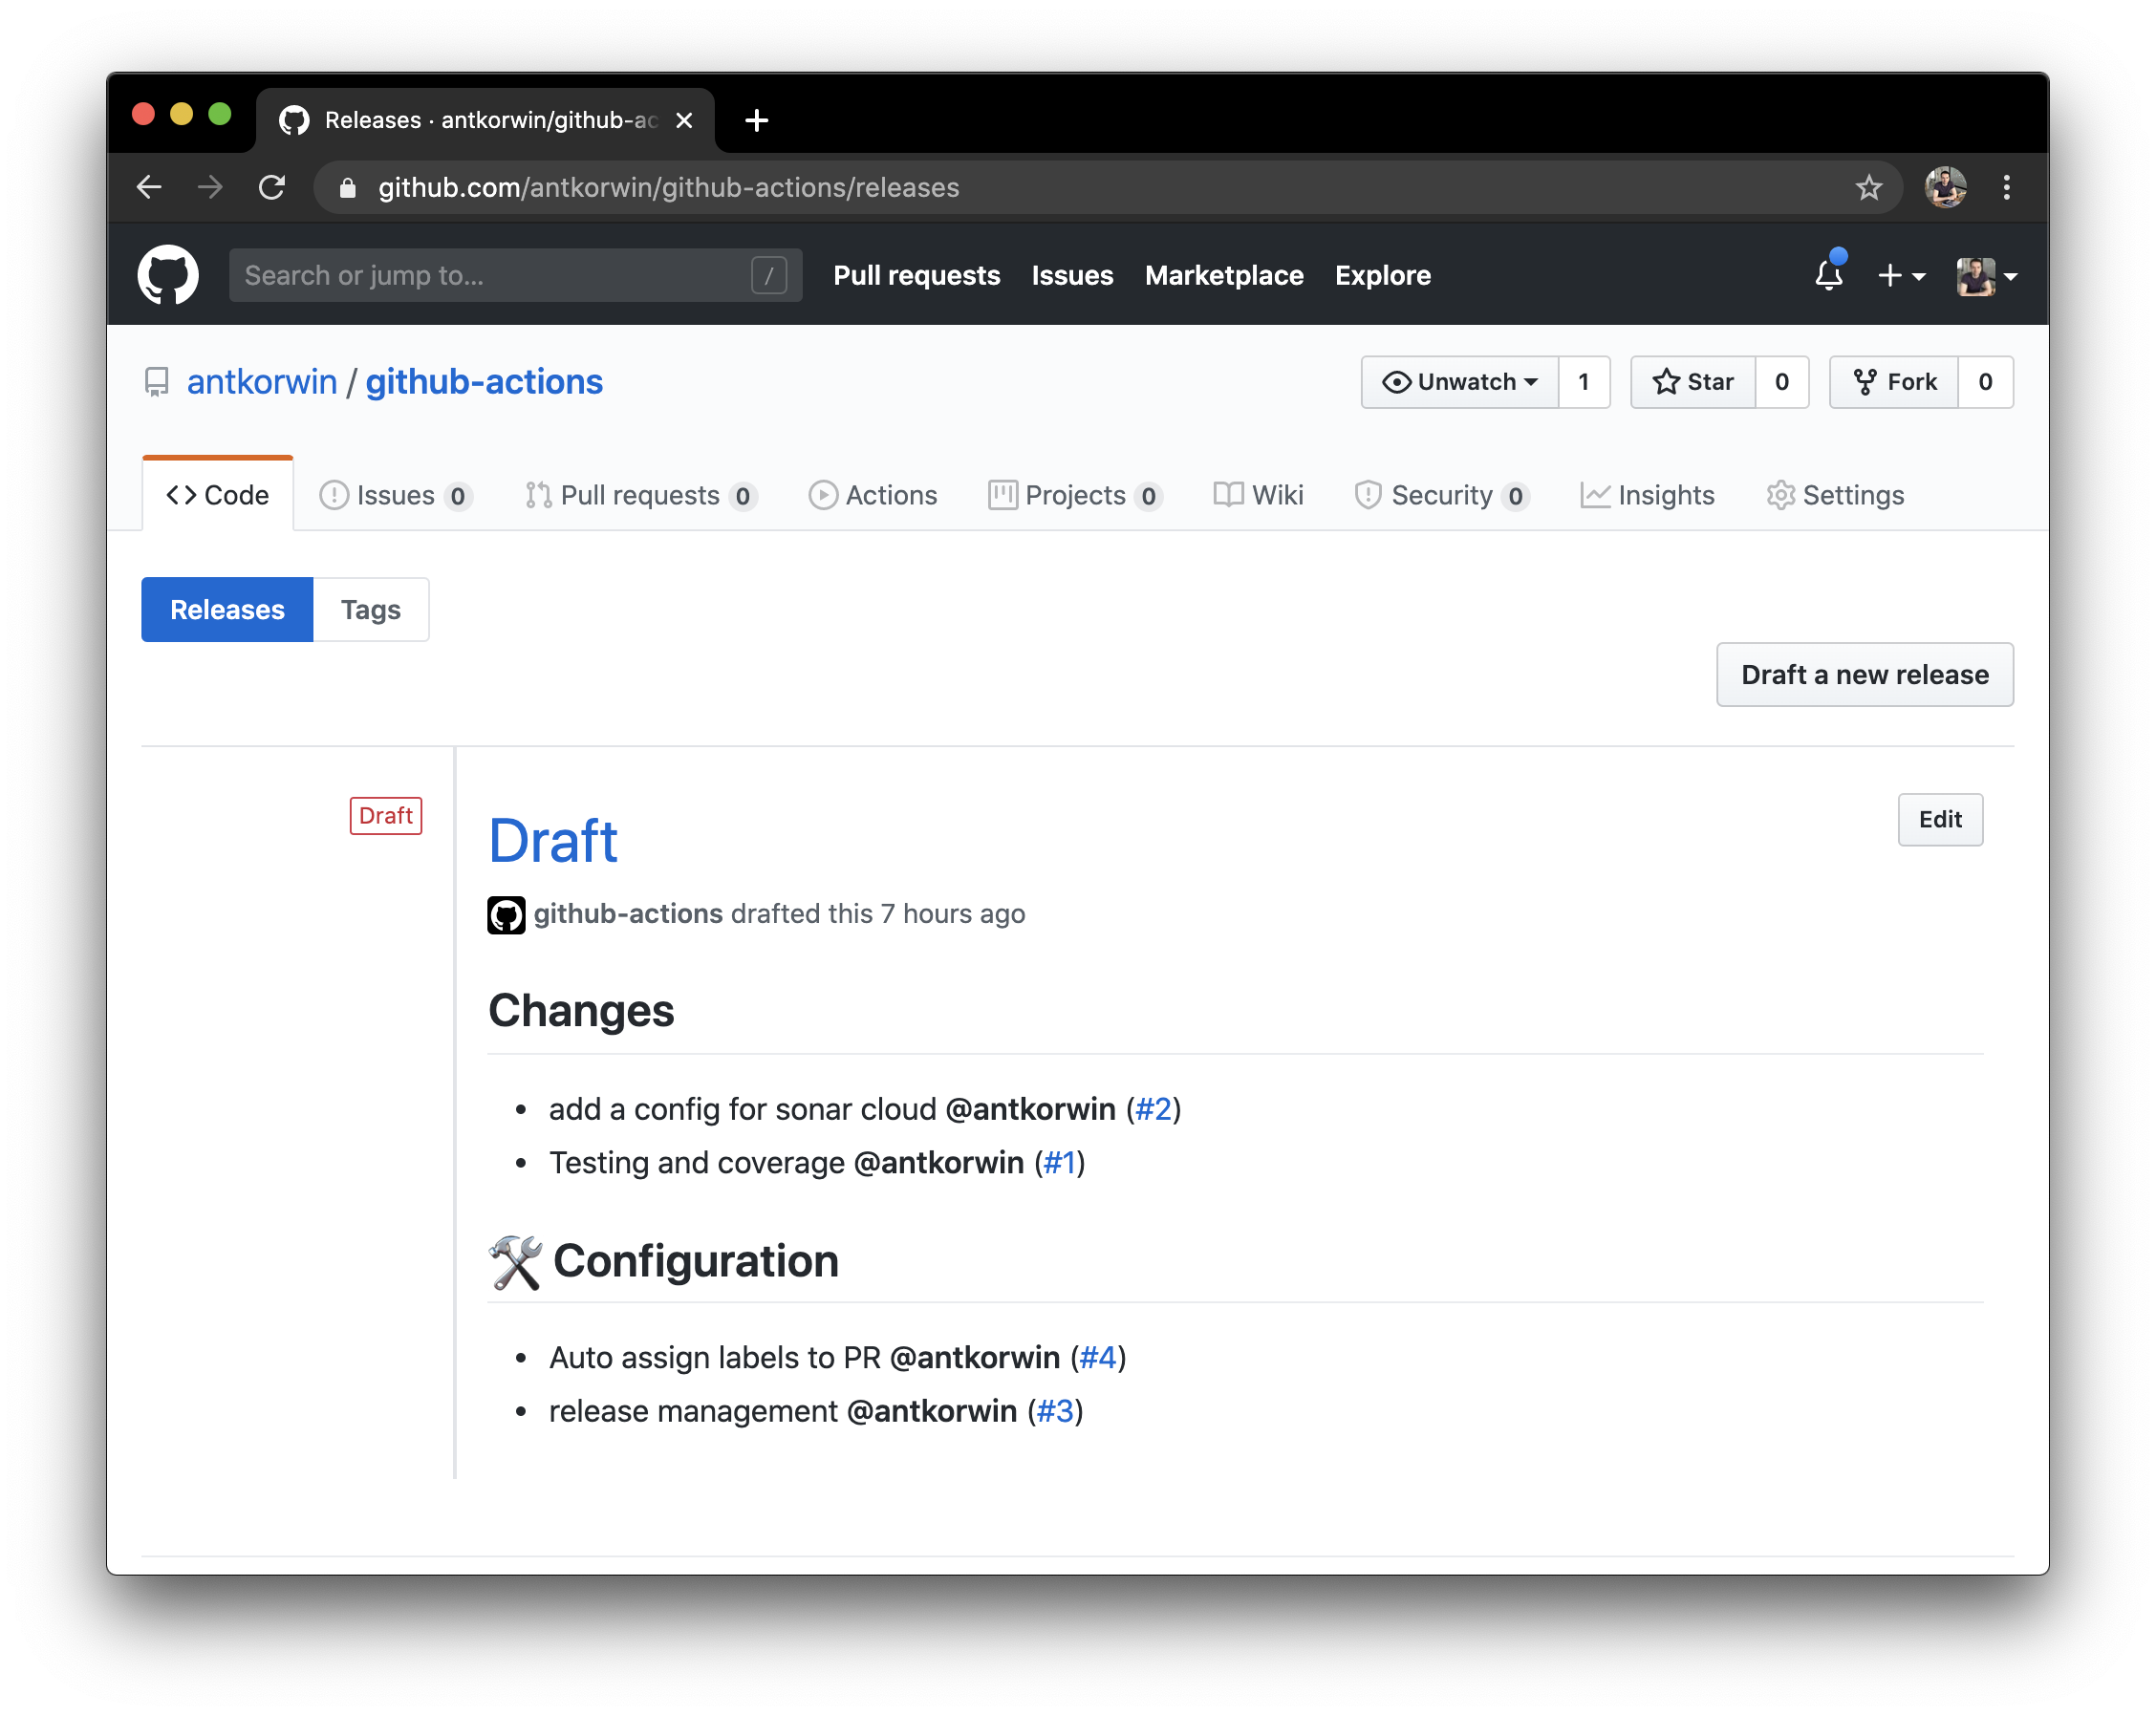 Releases · antkorwin/github-ac
github.com/antkorwin/github-actions/releases
Search or jump to... / Pull requests Issues Marketplace Explore
antkorwin / github-actions Unwatch 1 Star 0 Fork 0
Code Issues 0 Pull requests 0 Actions Projects 0 Wiki Security 0 Insights Settings
Releases Tags
Draft a new release
Draft
Draft Edit
github-actions drafted this 7 hours ago
Changes
• add a config for sonar cloud @antkorwin (#2)
• Testing and coverage @antkorwin (#1)
🛠 Configuration
• Auto assign labels to PR @antkorwin (#4)
• release management @antkorwin (#3)